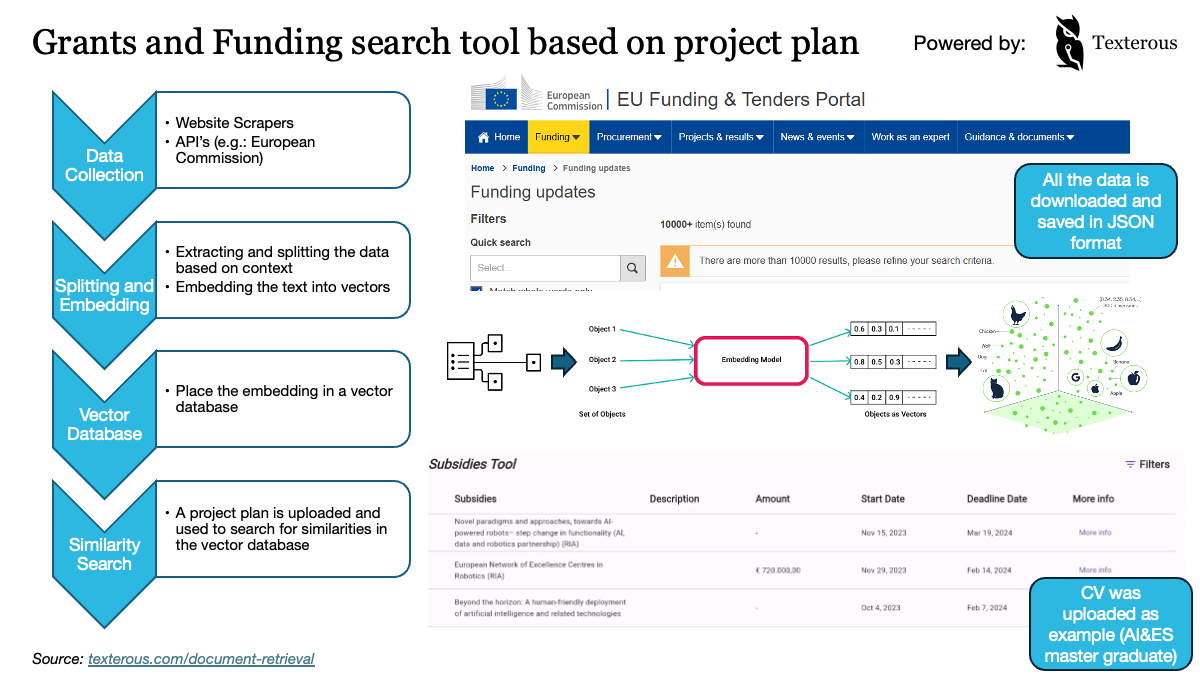 Grants and Funding search tool based on project plan
Powered by:
Texterous
Data
Collection
• Website Scrapers
• API's (e.g.: European
Commission)
Splitting and
Embedding
• Extracting and splitting the data
based on context
• Embedding the text into vectors
Vector
Database
• Place the embedding in a vector
database
Similarity
Search
• A project plan is uploaded and
used to search for similarities in
the vector database
Source: texterous.com/document-retrieval
European
Commission
EU Funding & Tenders Portal
Home
Funding
Procurement
Projects & results
News & events
Work as an expert
Guidance & documents
Home > Funding > Funding updates
Funding updates
Filters
Quick search
Select...
Match whole words only
10000+ item(s) found
There are more than 10000 results, please refine your search criteria.
All the data is
downloaded and
saved in JSON
format
Object 1
Object 2
Object 3
Set of Objects
Embedding Model
0.6 0.3 0.1 -----
0.8 0.5 0.3 -----
0.4 0.2 0.9 -----
Objects as Vectors
Chicken
Wolf
Dog
Cat
Banana
Apple
G
Subsidies Tool
Filters
Subsidies Description Amount Start Date Deadline Date More info
Novel paradigms and approaches, towards AI-
powered robots– step change in functionality (AI,
data and robotics partnership) (RIA)
- Nov 15, 2023 Mar 19, 2024 More info
European Network of Excellence Centres in
Robotics (RIA)
€ 720.000,00 Nov 29, 2023 Feb 14, 2024 More info
Beyond the horizon: A human-friendly deployment
of artificial intelligence and related technologies
- Oct 4, 2023 Feb 7, 2024
CV was
uploaded as
example (AI&ES
master graduate)